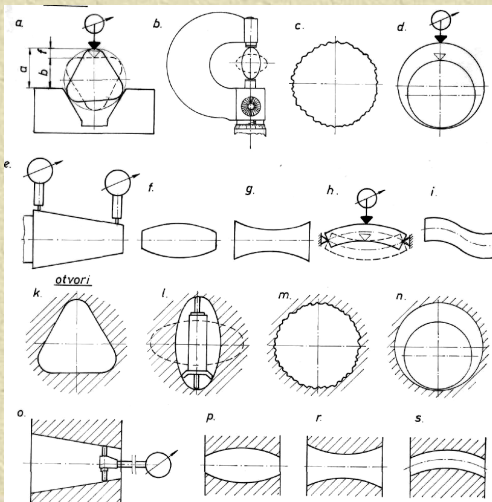 a. b. c. d.
f
a b
e. f. g. h. i.
otvori
k. l. m. n.
o. p. r. s.